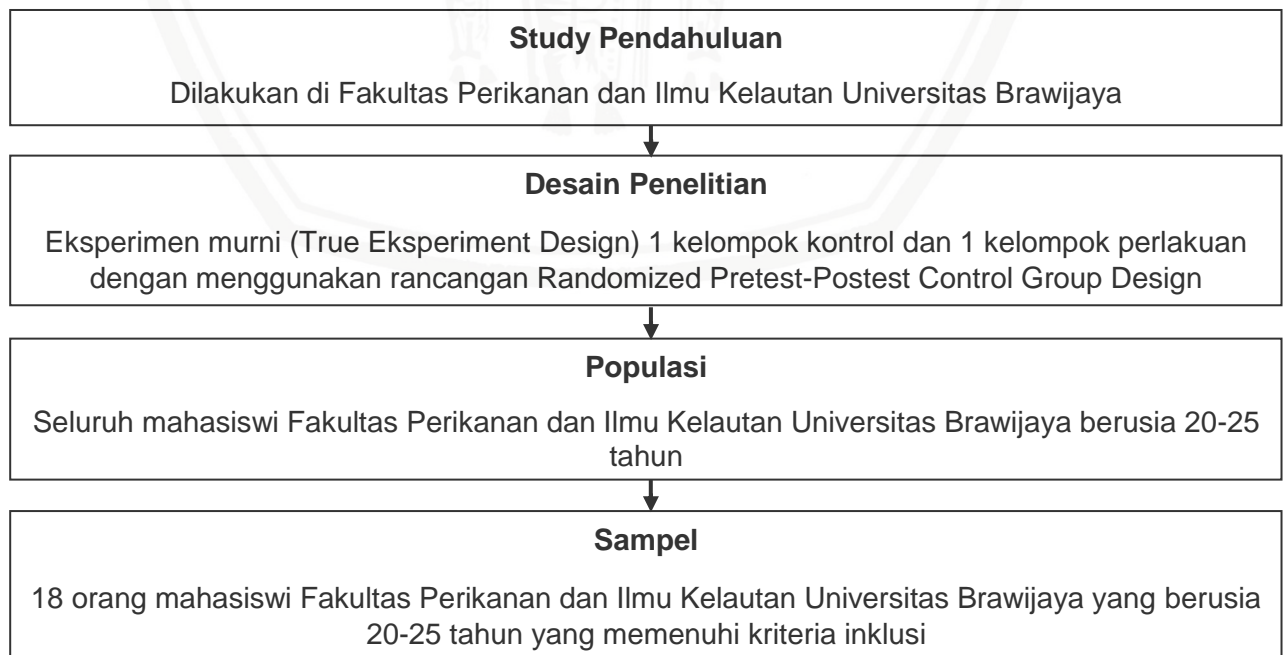 Study Pendahuluan
Dilakukan di Fakultas Perikanan dan Ilmu Kelautan Universitas Brawijaya
Desain Penelitian
Eksperimen murni (True Eksperiment Design) 1 kelompok kontrol dan 1 kelompok perlakuan
dengan menggunakan rancangan Randomized Pretest-Postest Control Group Design
Populasi
Seluruh mahasiswi Fakultas Perikanan dan Ilmu Kelautan Universitas Brawijaya berusia 20-25
tahun
Sampel
18 orang mahasiswi Fakultas Perikanan dan Ilmu Kelautan Universitas Brawijaya yang berusia
20-25 tahun yang memenuhi kriteria inklusi